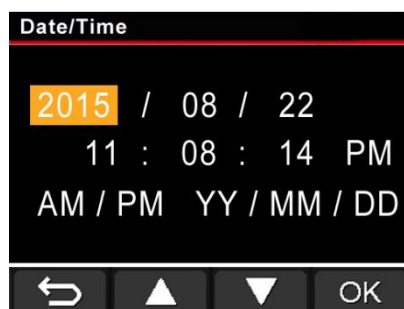 Date/Time
2015 / 08 / 22
11 : 08 : 14 PM
AM / PM YY / MM / DD
OK